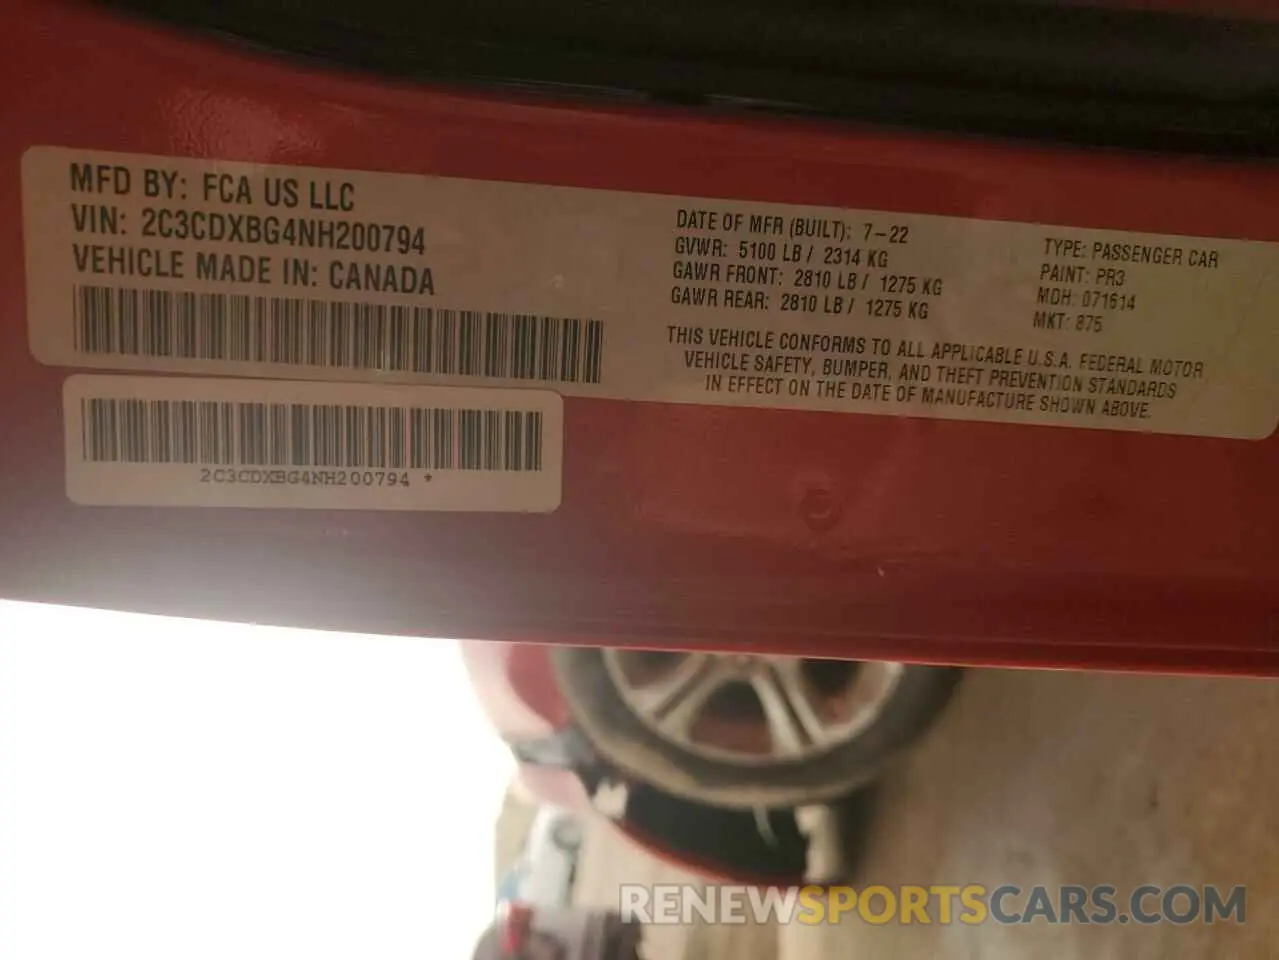 MFD BY: FCA US LLC
VIN: 2C3CDXBG4NH200794
VEHICLE MADE IN: CANADA
DATE OF MFR (BUILT): 7-22
GVWR: 5100 LB / 2314 KG
GAWR FRONT: 2810 LB / 1275 KG
GAWR REAR: 2810 LB / 1275 KG
TYPE: PASSENGER CAR
PAINT: PR3
MDH: 071614
MKT: 875
THIS VEHICLE CONFORMS TO ALL APPLICABLE U.S.A. FEDERAL MOTOR
VEHICLE SAFETY, BUMPER, AND THEFT PREVENTION STANDARDS
IN EFFECT ON THE DATE OF MANUFACTURE SHOWN ABOVE.
2C3CDXBG4NH200794 *
RENEWSPORTSCARS.COM